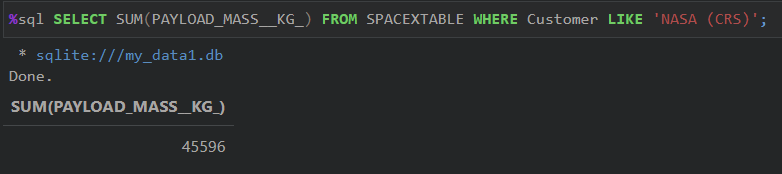 %sql SELECT SUM(PAYLOAD_MASS__KG_) FROM SPACEXTABLE WHERE Customer LIKE 'NASA (CRS)';
* sqlite:///my_data1.db
Done.
SUM(PAYLOAD_MASS__KG_)
45596